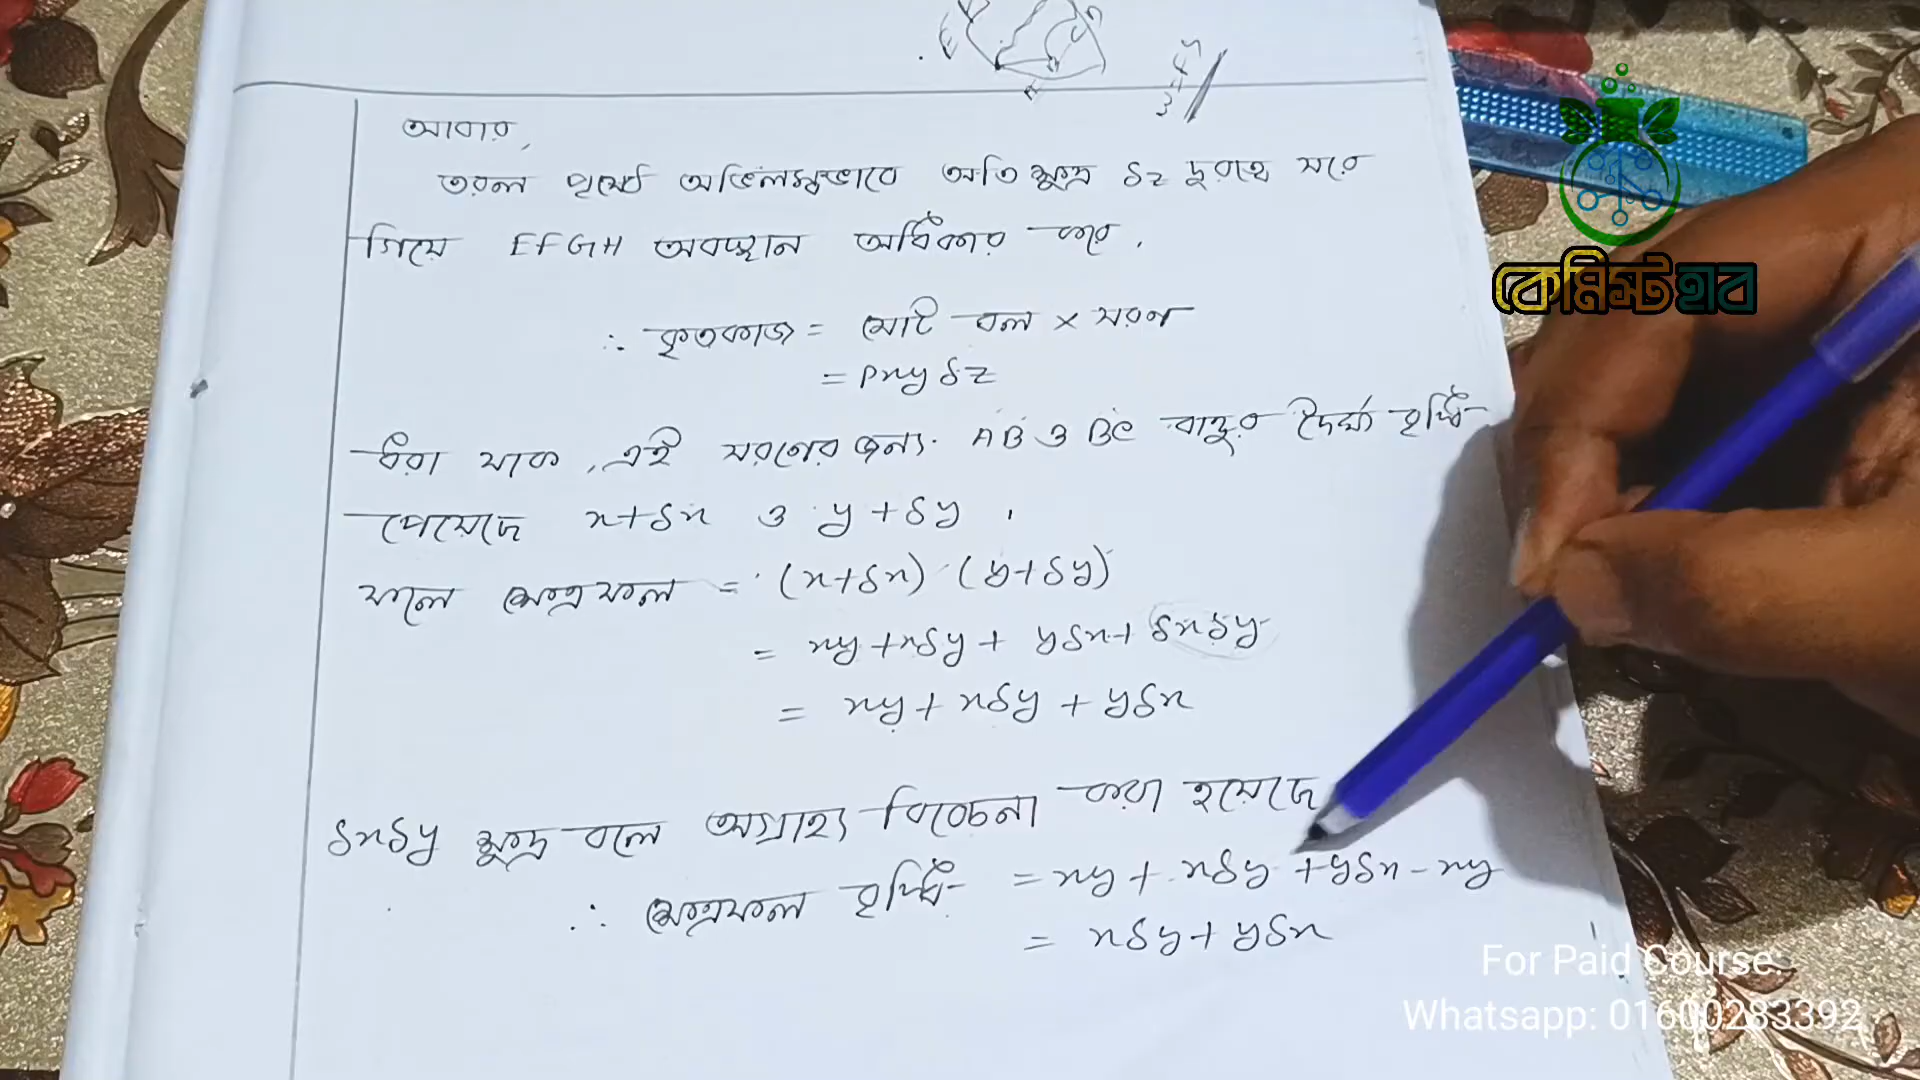 আবার,
তরল পৃষ্ঠে অভিলম্বভাবে অতি ক্ষুদ্র δz দূরত্বে সরে
গিয়ে EFGH অবস্থান অধিকার করে,
∴ কৃতকাজ = মোট বল × সরণ
= pxyδz
ধরা যাক, এই সরণের জন্য AB ও BC বাহুর দৈর্ঘ্য বৃদ্ধি
পেয়েছে x+δx ও y+δy,
ফলে ক্ষেত্রফল = (x+δx) (y+δy)
= xy+xδy+ yδx+ δxδy
= xy+ xδy + yδx
δxδy ক্ষুদ্র বলে অগ্রাহ্য বিবেচনা করা হয়েছে
∴ ক্ষেত্রফল বৃদ্ধি = xy+ xδy +yδx - xy
= xδy+ yδx
কেমিস্টহাব
For Paid Course:
Whatsapp: 01600283392